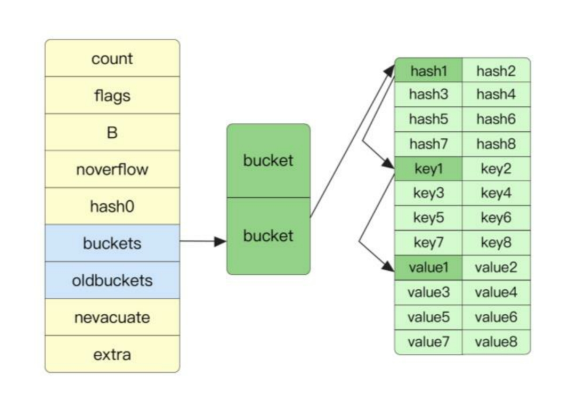 count
flags
B
noverflow
hash0
buckets
oldbuckets
nevacuate
extra
bucket
bucket
hash1 hash2
hash3 hash4
hash5 hash6
hash7 hash8
key1 key2
key3 key4
key5 key6
key7 key8
value1 value2
value3 value4
value5 value6
value7 value8